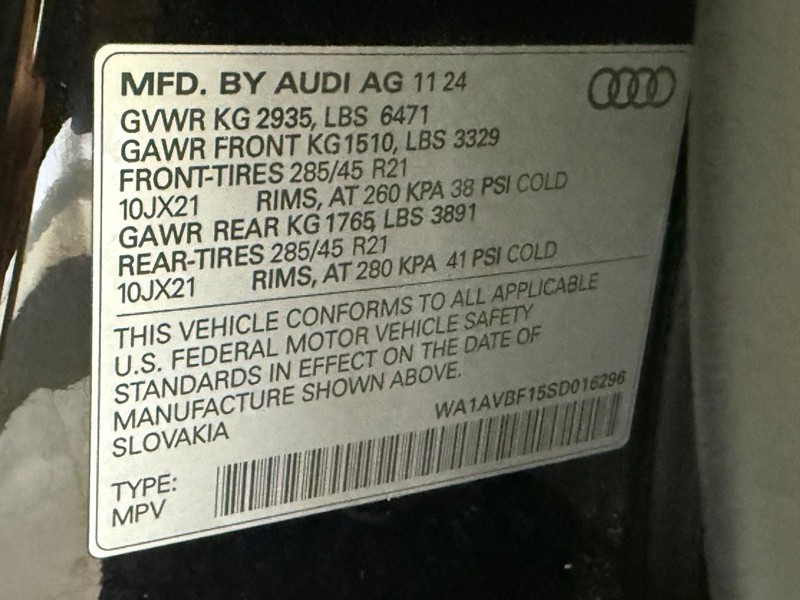 MFD. BY AUDI AG 11 24
GVWR KG 2935, LBS 6471
GAWR FRONT KG1510, LBS 3329
FRONT-TIRES 285/45 R21
10JX21 RIMS, AT 260 KPA 38 PSI COLD
GAWR REAR KG 1765, LBS 3891
REAR-TIRES 285/45 R21
10JX21 RIMS, AT 280 KPA 41 PSI COLD
THIS VEHICLE CONFORMS TO ALL APPLICABLE
U.S. FEDERAL MOTOR VEHICLE SAFETY
STANDARDS IN EFFECT ON THE DATE OF
MANUFACTURE SHOWN ABOVE.
SLOVAKIA WA1AVBF15SD016296
TYPE:
MPV